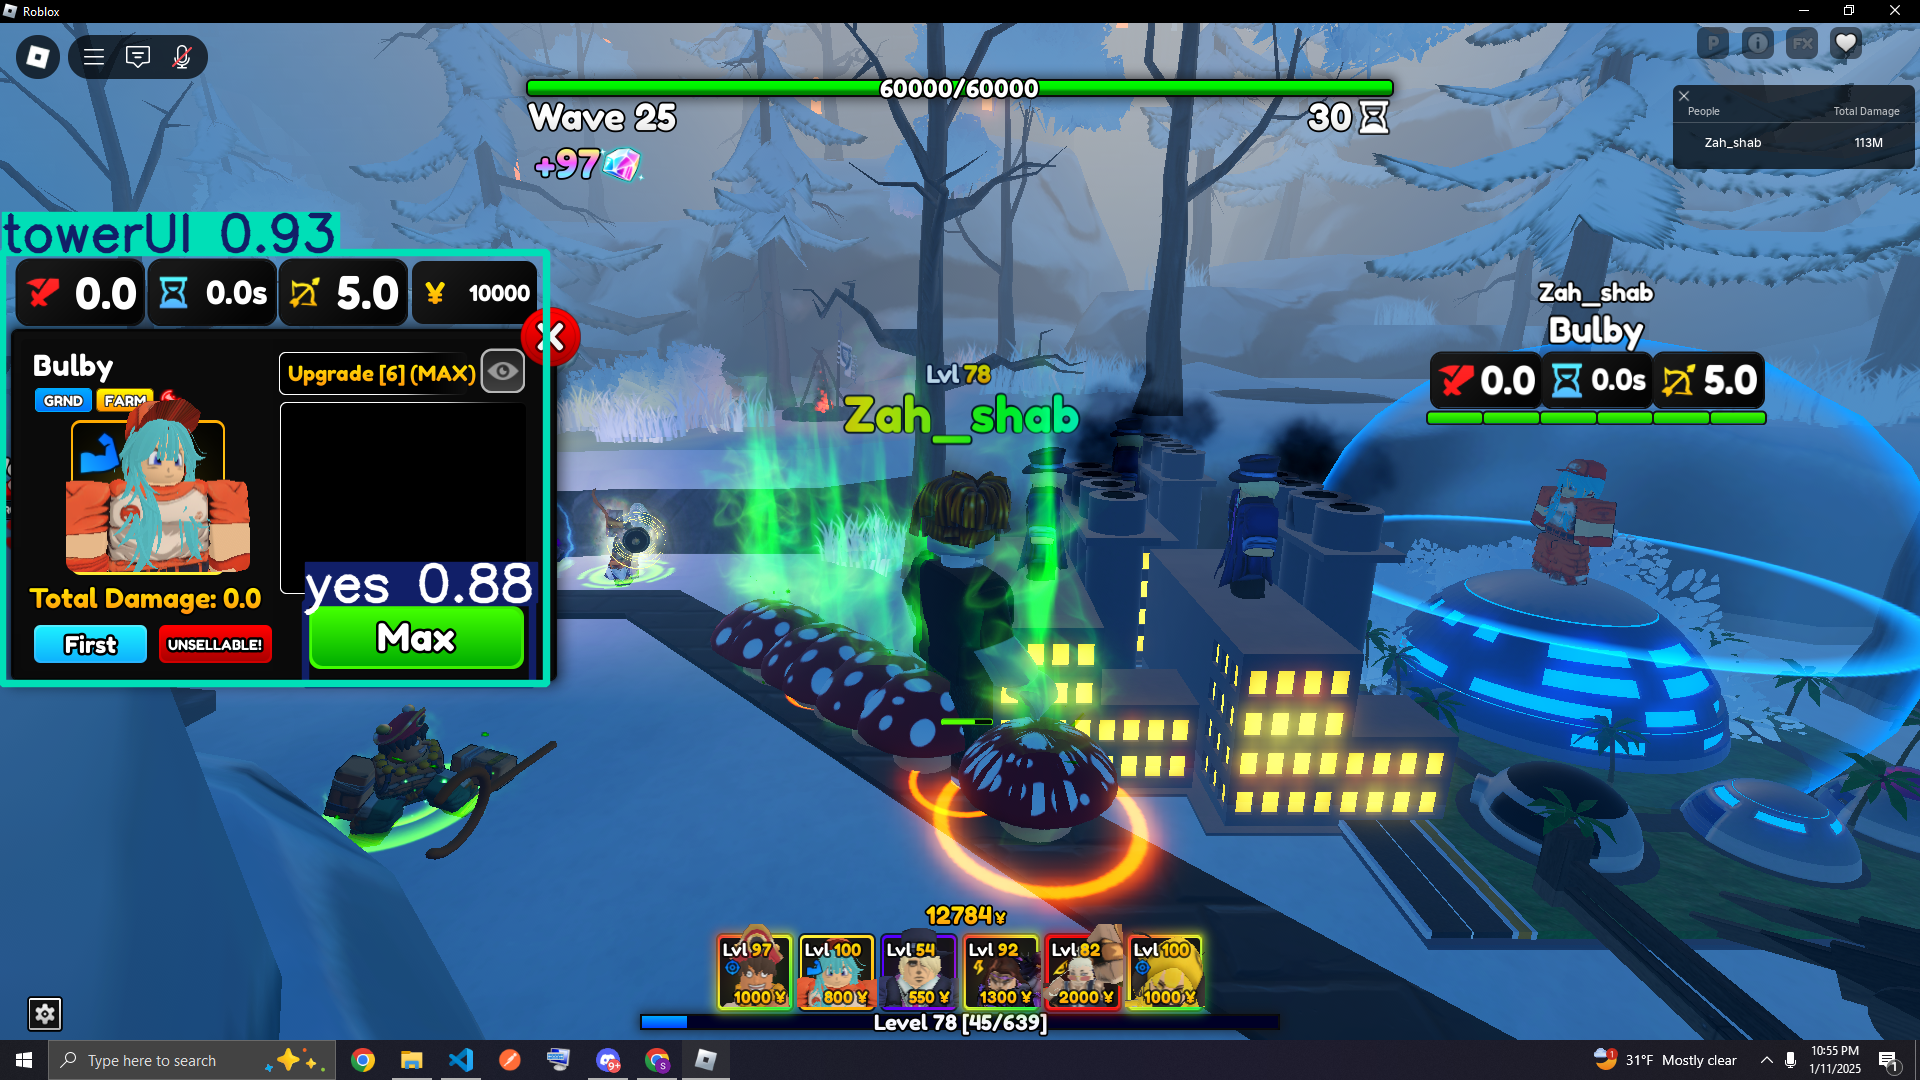 Roblox
60000/60000
Wave 25
30
+97
P
i
FX
People Total Damage
Zah_shab 113M
towerUI 0.93
0.0
0.0s
5.0
¥ 10000
Bulby
Upgrade [6] (MAX)
GRND
FARM
yes 0.88
Total Damage: 0.0
Max
First
UNSELLABLE!
Lvl 78
Zah_shab
Zah_shab
Bulby
0.0
0.0s
5.0
12784¥
Lvl 97
1000 ¥
Lvl 100
800 ¥
Lvl 54
550 ¥
Lvl 92
1300 ¥
Lvl 82
2000 ¥
Lvl 100
1000 ¥
Level 78 [45/639]
Type here to search
9+
S
1
31°F Mostly clear
10:55 PM
1/11/2025
1